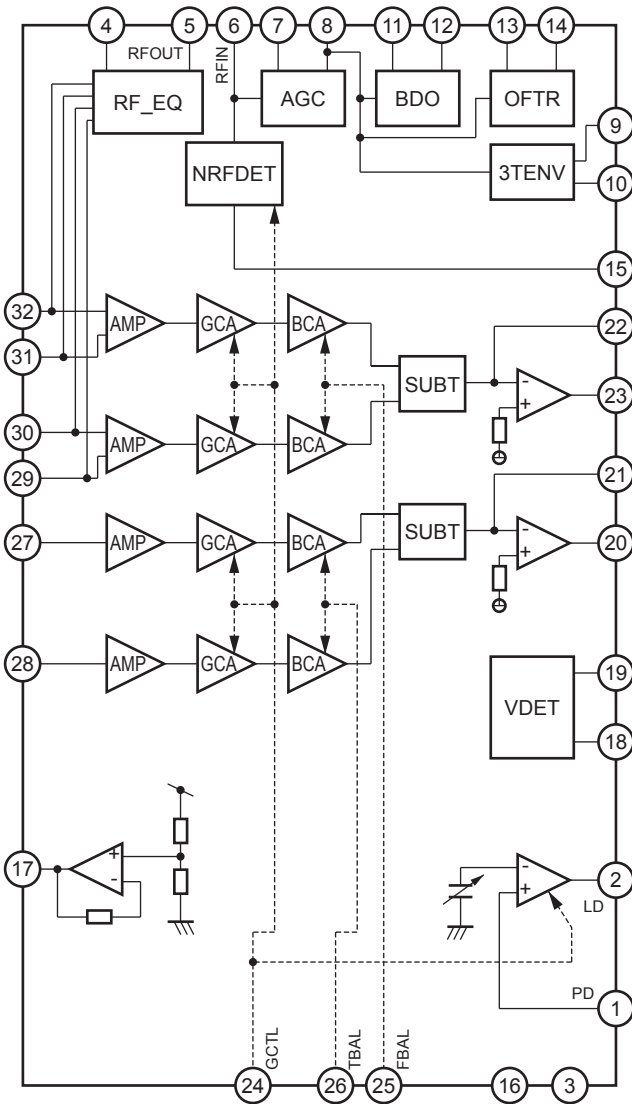 4 5 6 7 8 11 12 13 14
RFOUT RFIN
RF_EQ AGC BDO OFTR
9
3TENV
NRFDET
10
15
32 AMP GCA BCA
22
31
SUBT - + 23
30 AMP GCA BCA
29
21
27 AMP GCA BCA
SUBT - + 20
28 AMP GCA BCA
19
VDET
18
17 + -
- + 2
LD
PD
1
GCTL TBAL FBAL
24 26 25 16 3